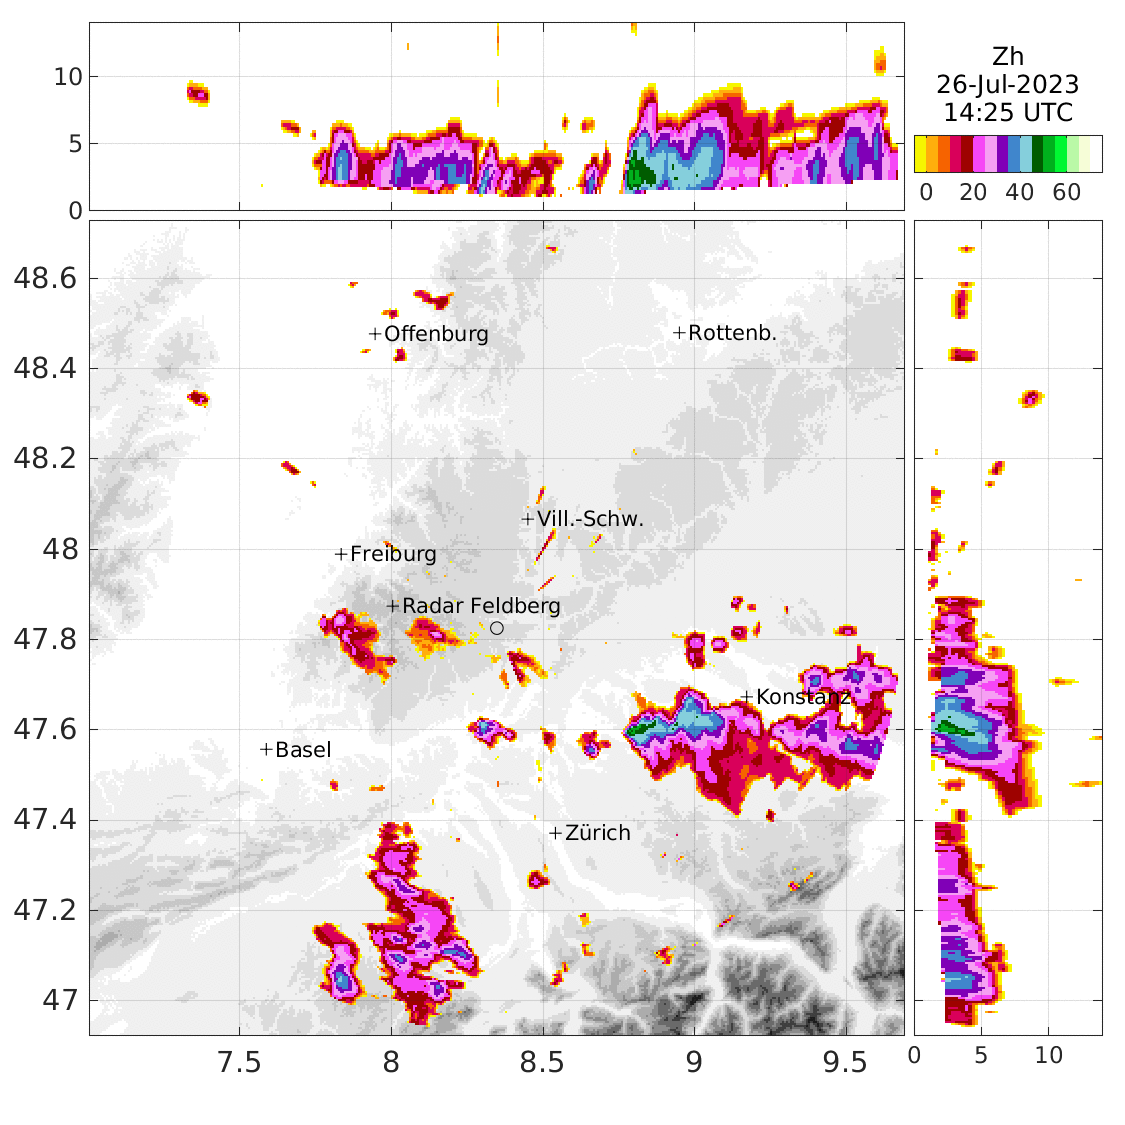 10
5
0
Zh
26-Jul-2023
14:25 UTC
0 20 40 60
48.6
48.4
48.2
48
47.8
47.6
47.4
47.2
47
+Offenburg
+Rottenb.
+Vill.-Schw.
+Freiburg
+Radar Feldberg
+Konstanz
+Basel
+Zürich
7.5 8 8.5 9 9.5
0 5 10